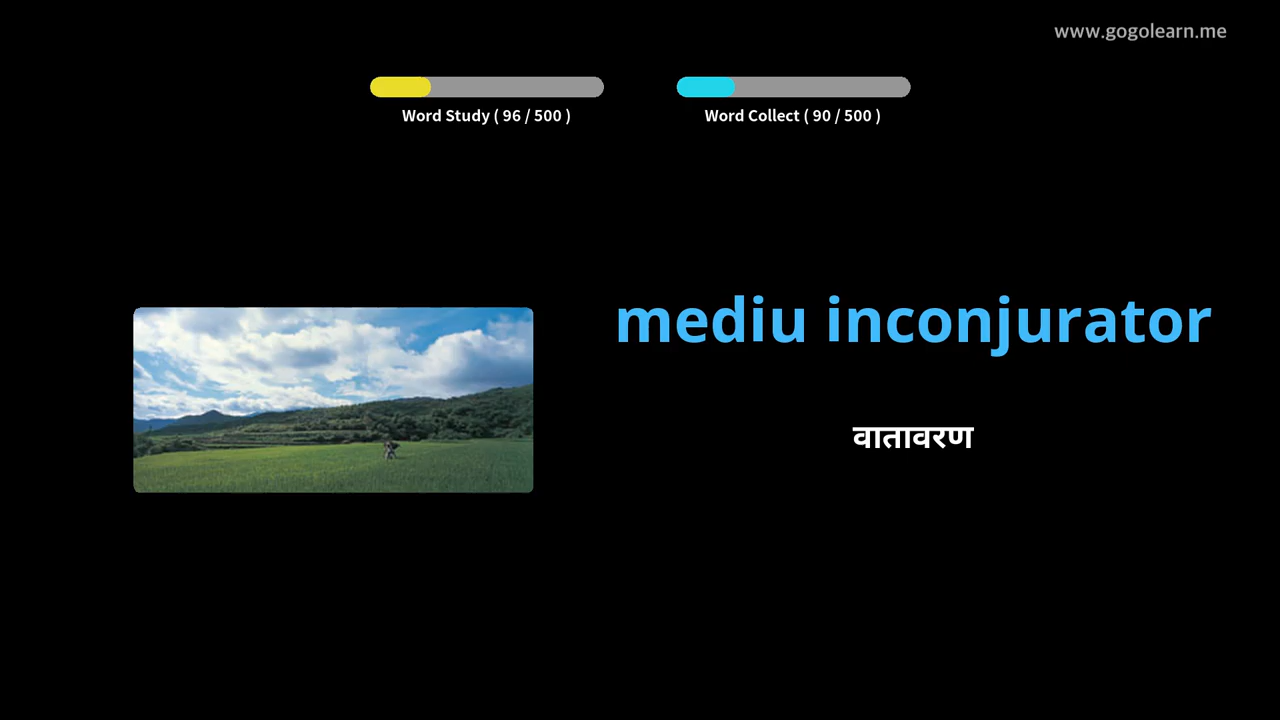 www.gogolearn.me
Word Study ( 96 / 500 )
Word Collect ( 90 / 500 )
mediu inconjurator
वातावरण